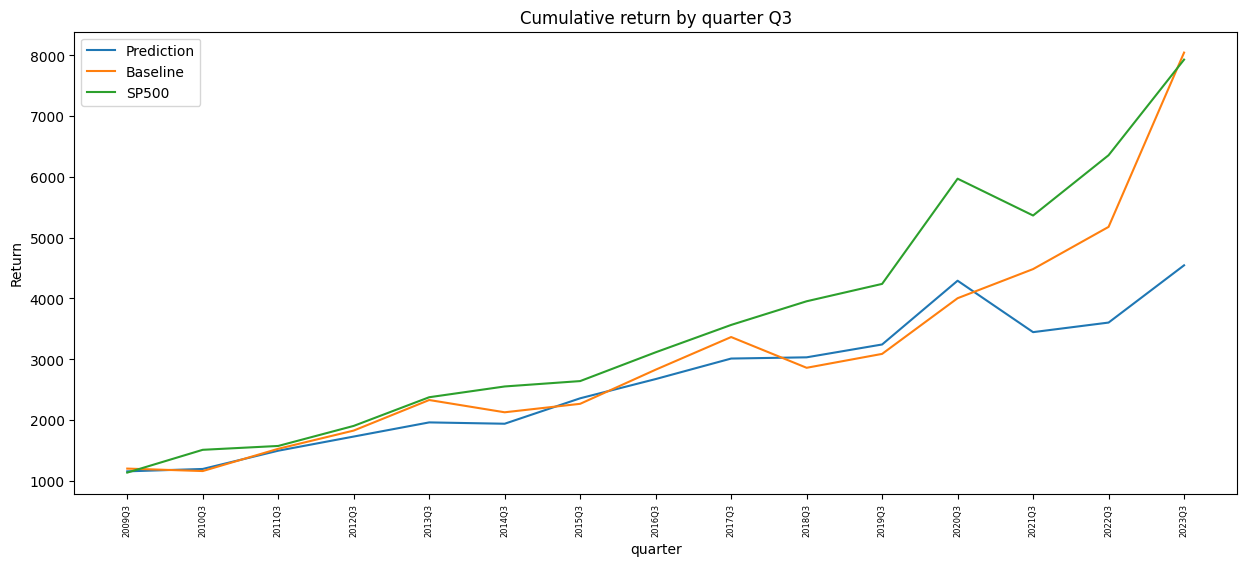 Cumulative return by quarter Q3
Prediction
Baseline
SP500
Return
8000
7000
6000
5000
4000
3000
2000
1000
2009Q3
2010Q3
2011Q3
2012Q3
2013Q3
2014Q3
2015Q3
2016Q3
2017Q3
2018Q3
2019Q3
2020Q3
2021Q3
2022Q3
2023Q3
quarter